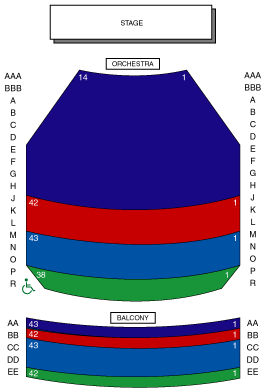 STAGE
ORCHESTRA
AAA 14 1 AAA
BBB BBB
A A
B B
C C
D D
E E
F F
G G
H H
J J
K 42 1 K
L L
M M
N 43 1 N
O O
P 38 1 P
R R
BALCONY
AA 43 1 AA
BB 42 1 BB
CC 43 1 CC
DD DD
EE 42 1 EE